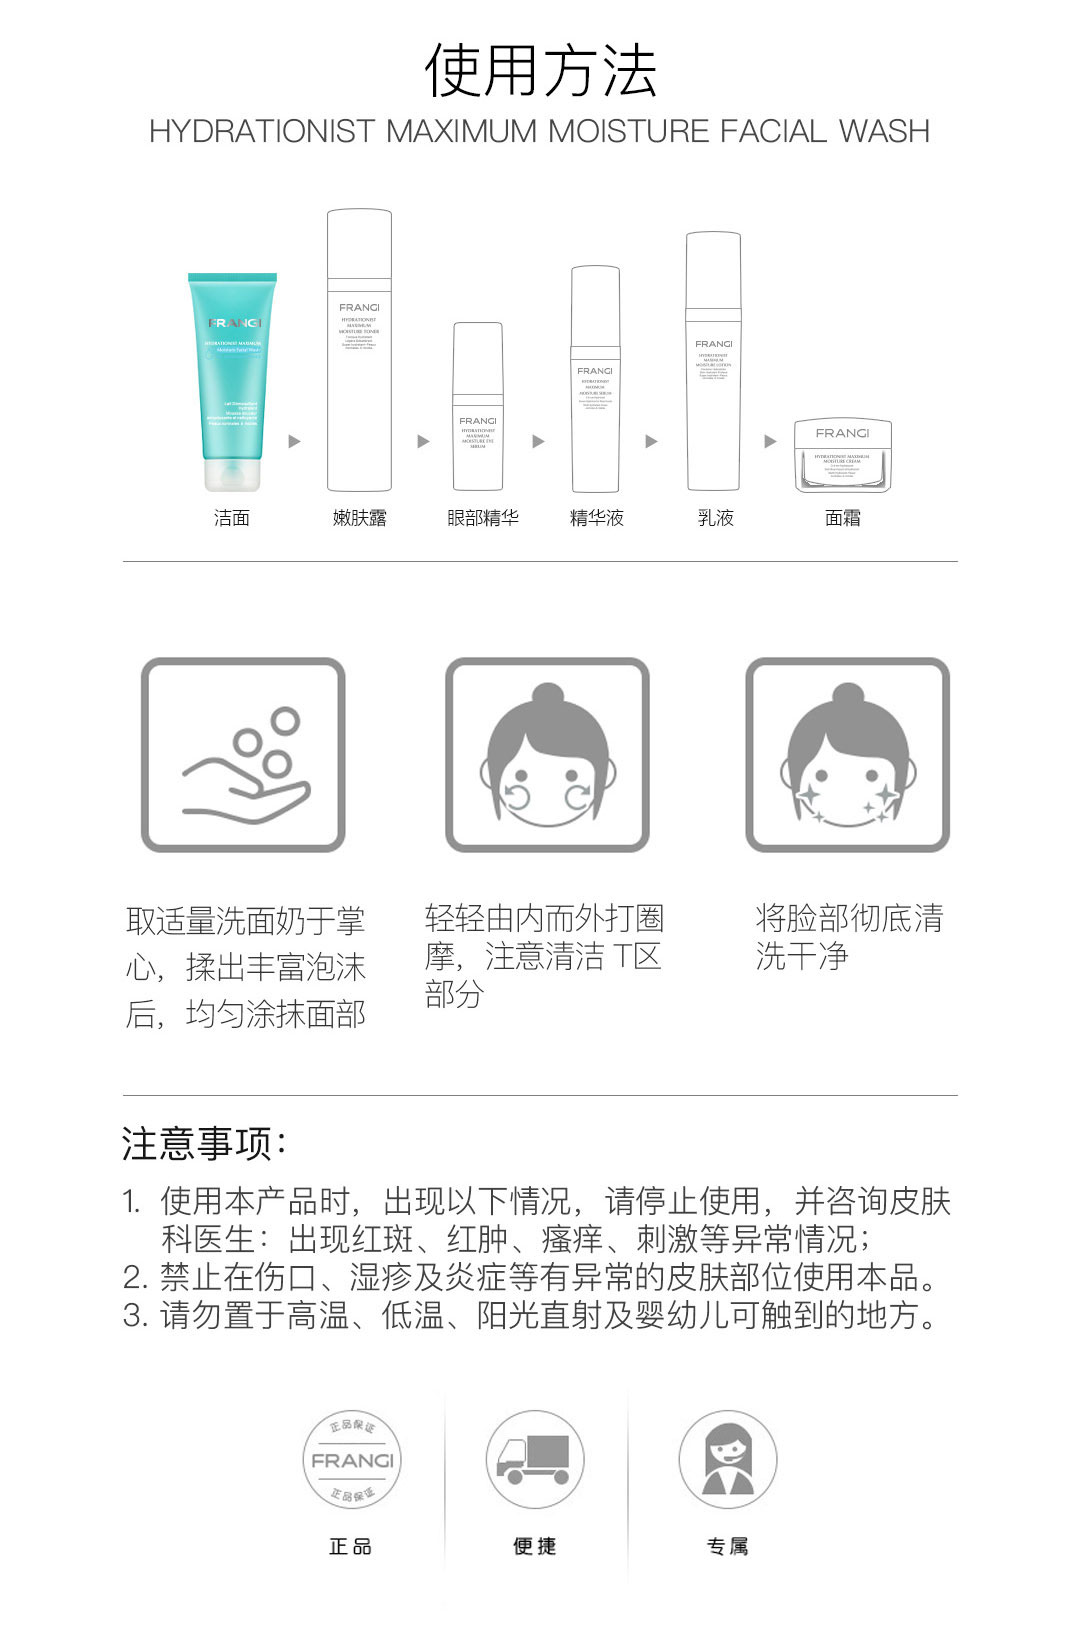 使用方法
HYDRATIONIST MAXIMUM MOISTURE FACIAL WASH
FRANGI
HYDRATIONIST MAXIMUM
Moisture Facial Wash
FRANGI
HYDRATIONIST
MAXIMUM
MOISTURE TONER
FRANGI
HYDRATIONIST
MAXIMUM
MOISTURE EYE
SERUM
FRANGI
HYDRATIONIST
MAXIMUM
MOISTURE SERUM
FRANGI
HYDRATIONIST
MAXIMUM
MOISTURE LOTION
FRANGI
HYDRATIONIST MAXIMUM
MOISTURE CREAM
洁面
嫩肤露
眼部精华
精华液
乳液
面霜
取适量洗面奶于掌
心，揉出丰富泡沫
后，均匀涂抹面部
轻轻由内而外打圈
摩，注意清洁 T区
部分
将脸部彻底清
洗干净
注意事项：
1. 使用本产品时，出现以下情况，请停止使用，并咨询皮肤
科医生：出现红斑、红肿、瘙痒、刺激等异常情况；
2. 禁止在伤口、湿疹及炎症等有异常的皮肤部位使用本品。
3. 请勿置于高温、低温、阳光直射及婴幼儿可触到的地方。
正品保证
FRANGI
正品保证
正品
便捷
专属